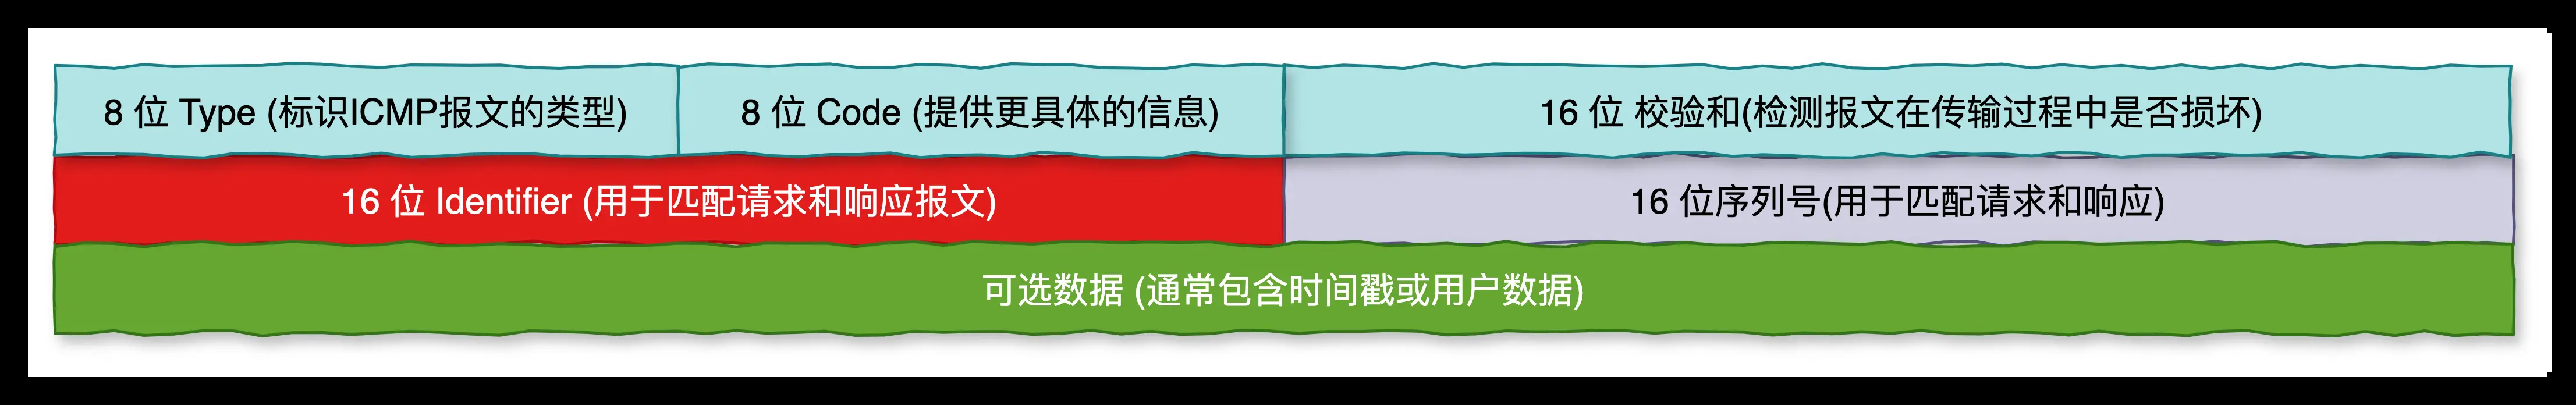 8 位 Type (标识ICMP报文的类型)
8 位 Code (提供更具体的信息)
16 位 校验和(检测报文在传输过程中是否损坏)
16 位 Identifier (用于匹配请求和响应报文)
16 位序列号(用于匹配请求和响应)
可选数据 (通常包含时间戳或用户数据)